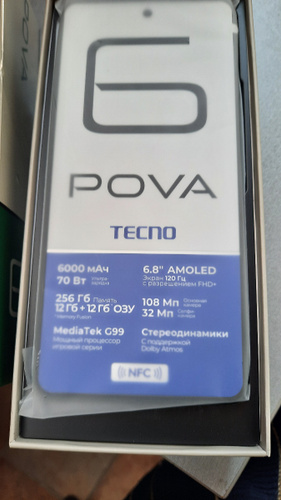 6
POVA
TECNO
6000 мАч
70 Вт
6.8" AMOLED
Экран 120 Гц
с разрешением FHD+
256 Гб Память
12 Гб + 12 Гб ОЗУ
108 Мп Основная камера
32 Мп Селфи камера
MediaTek G99
Мощный процессор
игровой серии
Стереодинамики
С поддержкой
Dolby Atmos
NFC
POVA